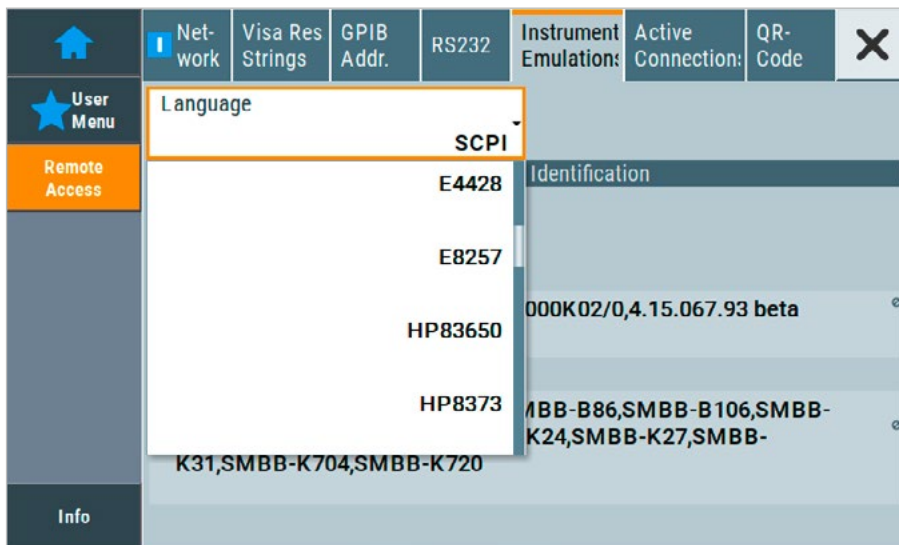 Net-
work
Visa Res
Strings
GPIB
Addr.
RS232
Instrument
Emulations
Active
Connection
QR-
Code
User
Menu
Remote
Access
Info
Language
SCPI
E4428
E8257
HP83650
HP8373
Identification
000K02/0,4.15.067.93 beta
MBB-B86,SMBB-B106,SMBB-
K24,SMBB-K27,SMBB-
K31,SMBB-K704,SMBB-K720